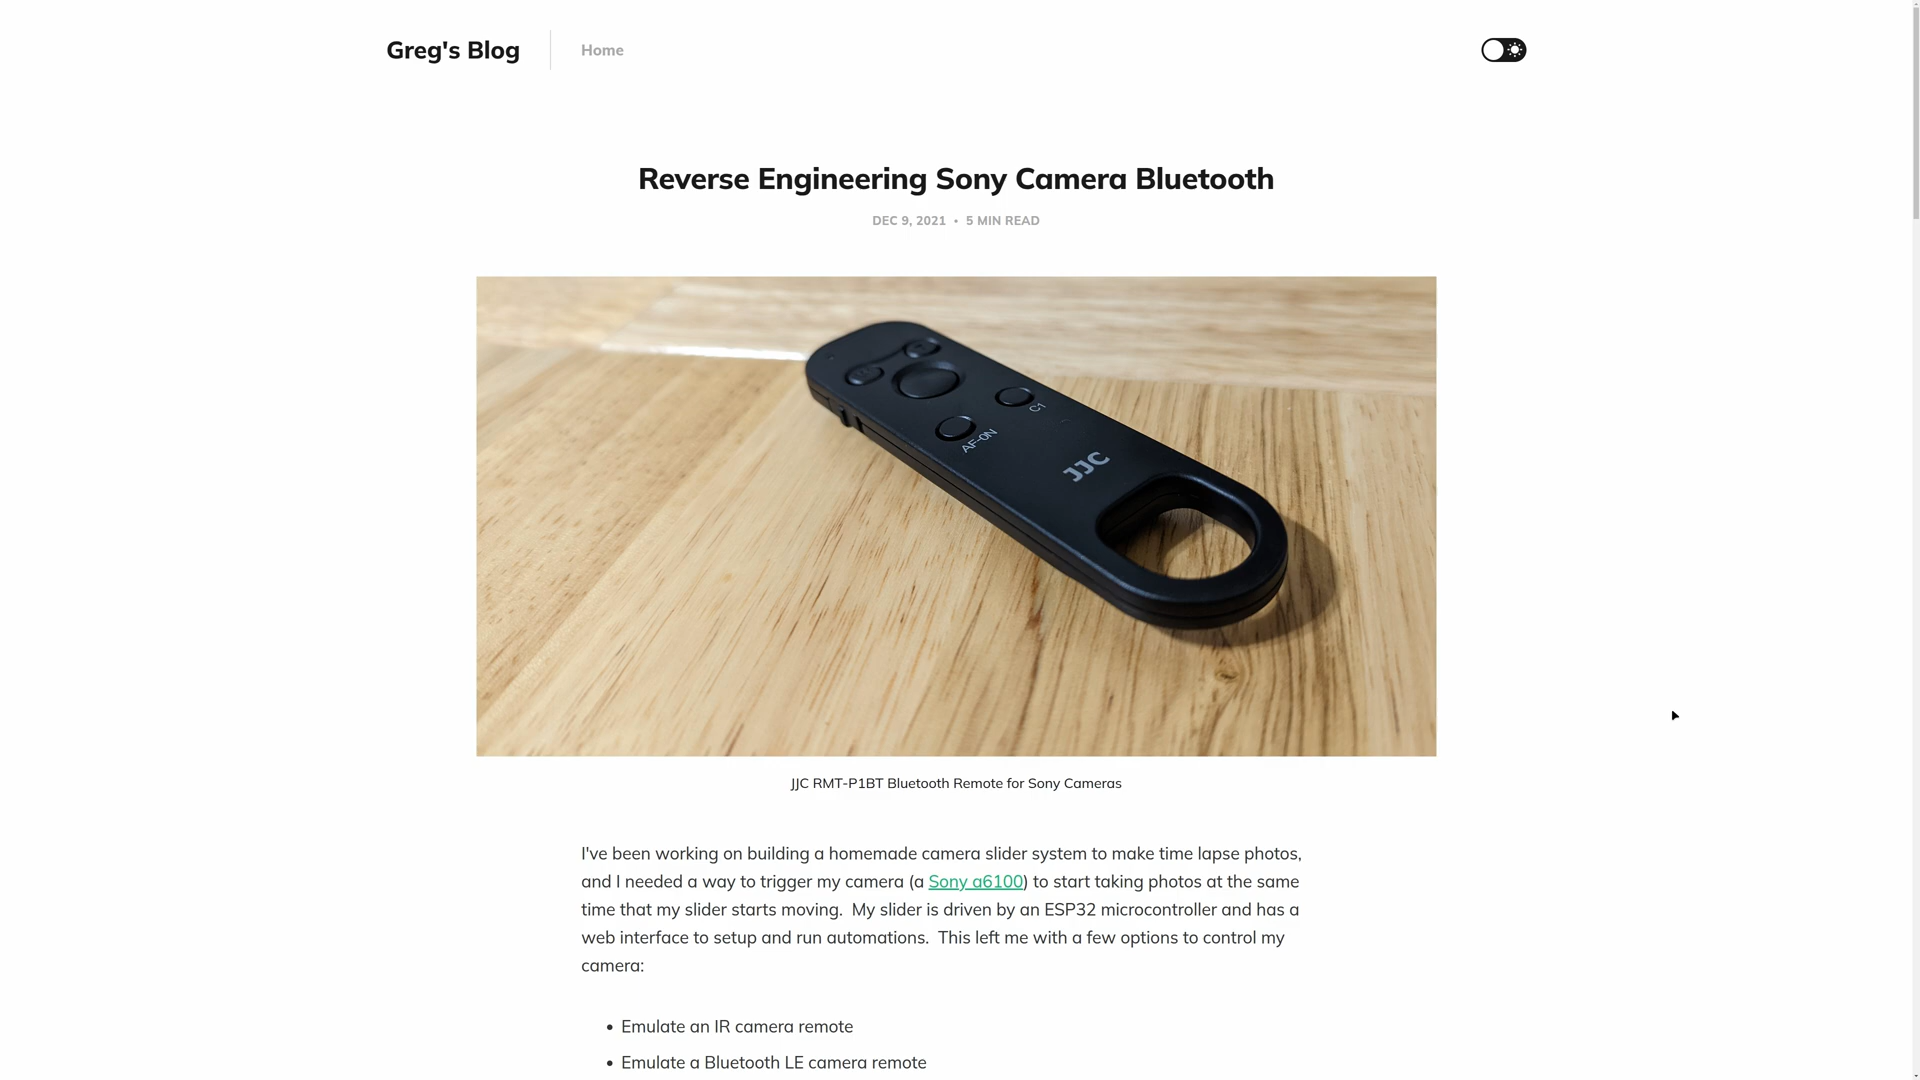 Greg's Blog
Home
Reverse Engineering Sony Camera Bluetooth
DEC 9, 2021 • 5 MIN READ
C1
AF-ON
JJC
JJC RMT-P1BT Bluetooth Remote for Sony Cameras
I've been working on building a homemade camera slider system to make time lapse photos,
and I needed a way to trigger my camera (a Sony a6100) to start taking photos at the same
time that my slider starts moving.  My slider is driven by an ESP32 microcontroller and has a
web interface to setup and run automations.  This left me with a few options to control my
camera:
• Emulate an IR camera remote
• Emulate a Bluetooth LE camera remote